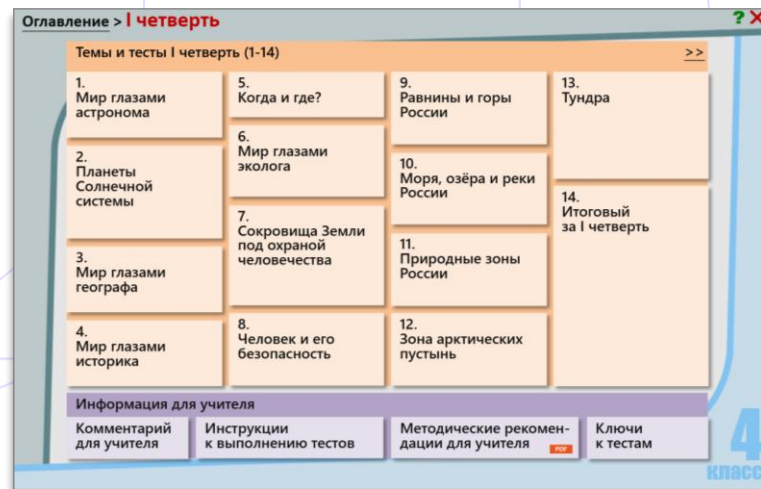 Оглавление > I четверть
? X
Темы и тесты I четверть (1-14)
>>
1.
Мир глазами
астронома
2.
Планеты
Солнечной
системы
3.
Мир глазами
географа
4.
Мир глазами
историка
5.
Когда и где?
6.
Мир глазами
эколога
7.
Сокровища Земли
под охраной
человечества
8.
Человек и его
безопасность
9.
Равнины и горы
России
10.
Моря, озёра и реки
России
11.
Природные зоны
России
12.
Зона арктических
пустынь
13.
Тундра
14.
Итоговый
за I четверть
Информация для учителя
Комментарий
для учителя
Инструкции
к выполнению тестов
Методические рекомен-
дации для учителя PDF
Ключи
к тестам
4
класс